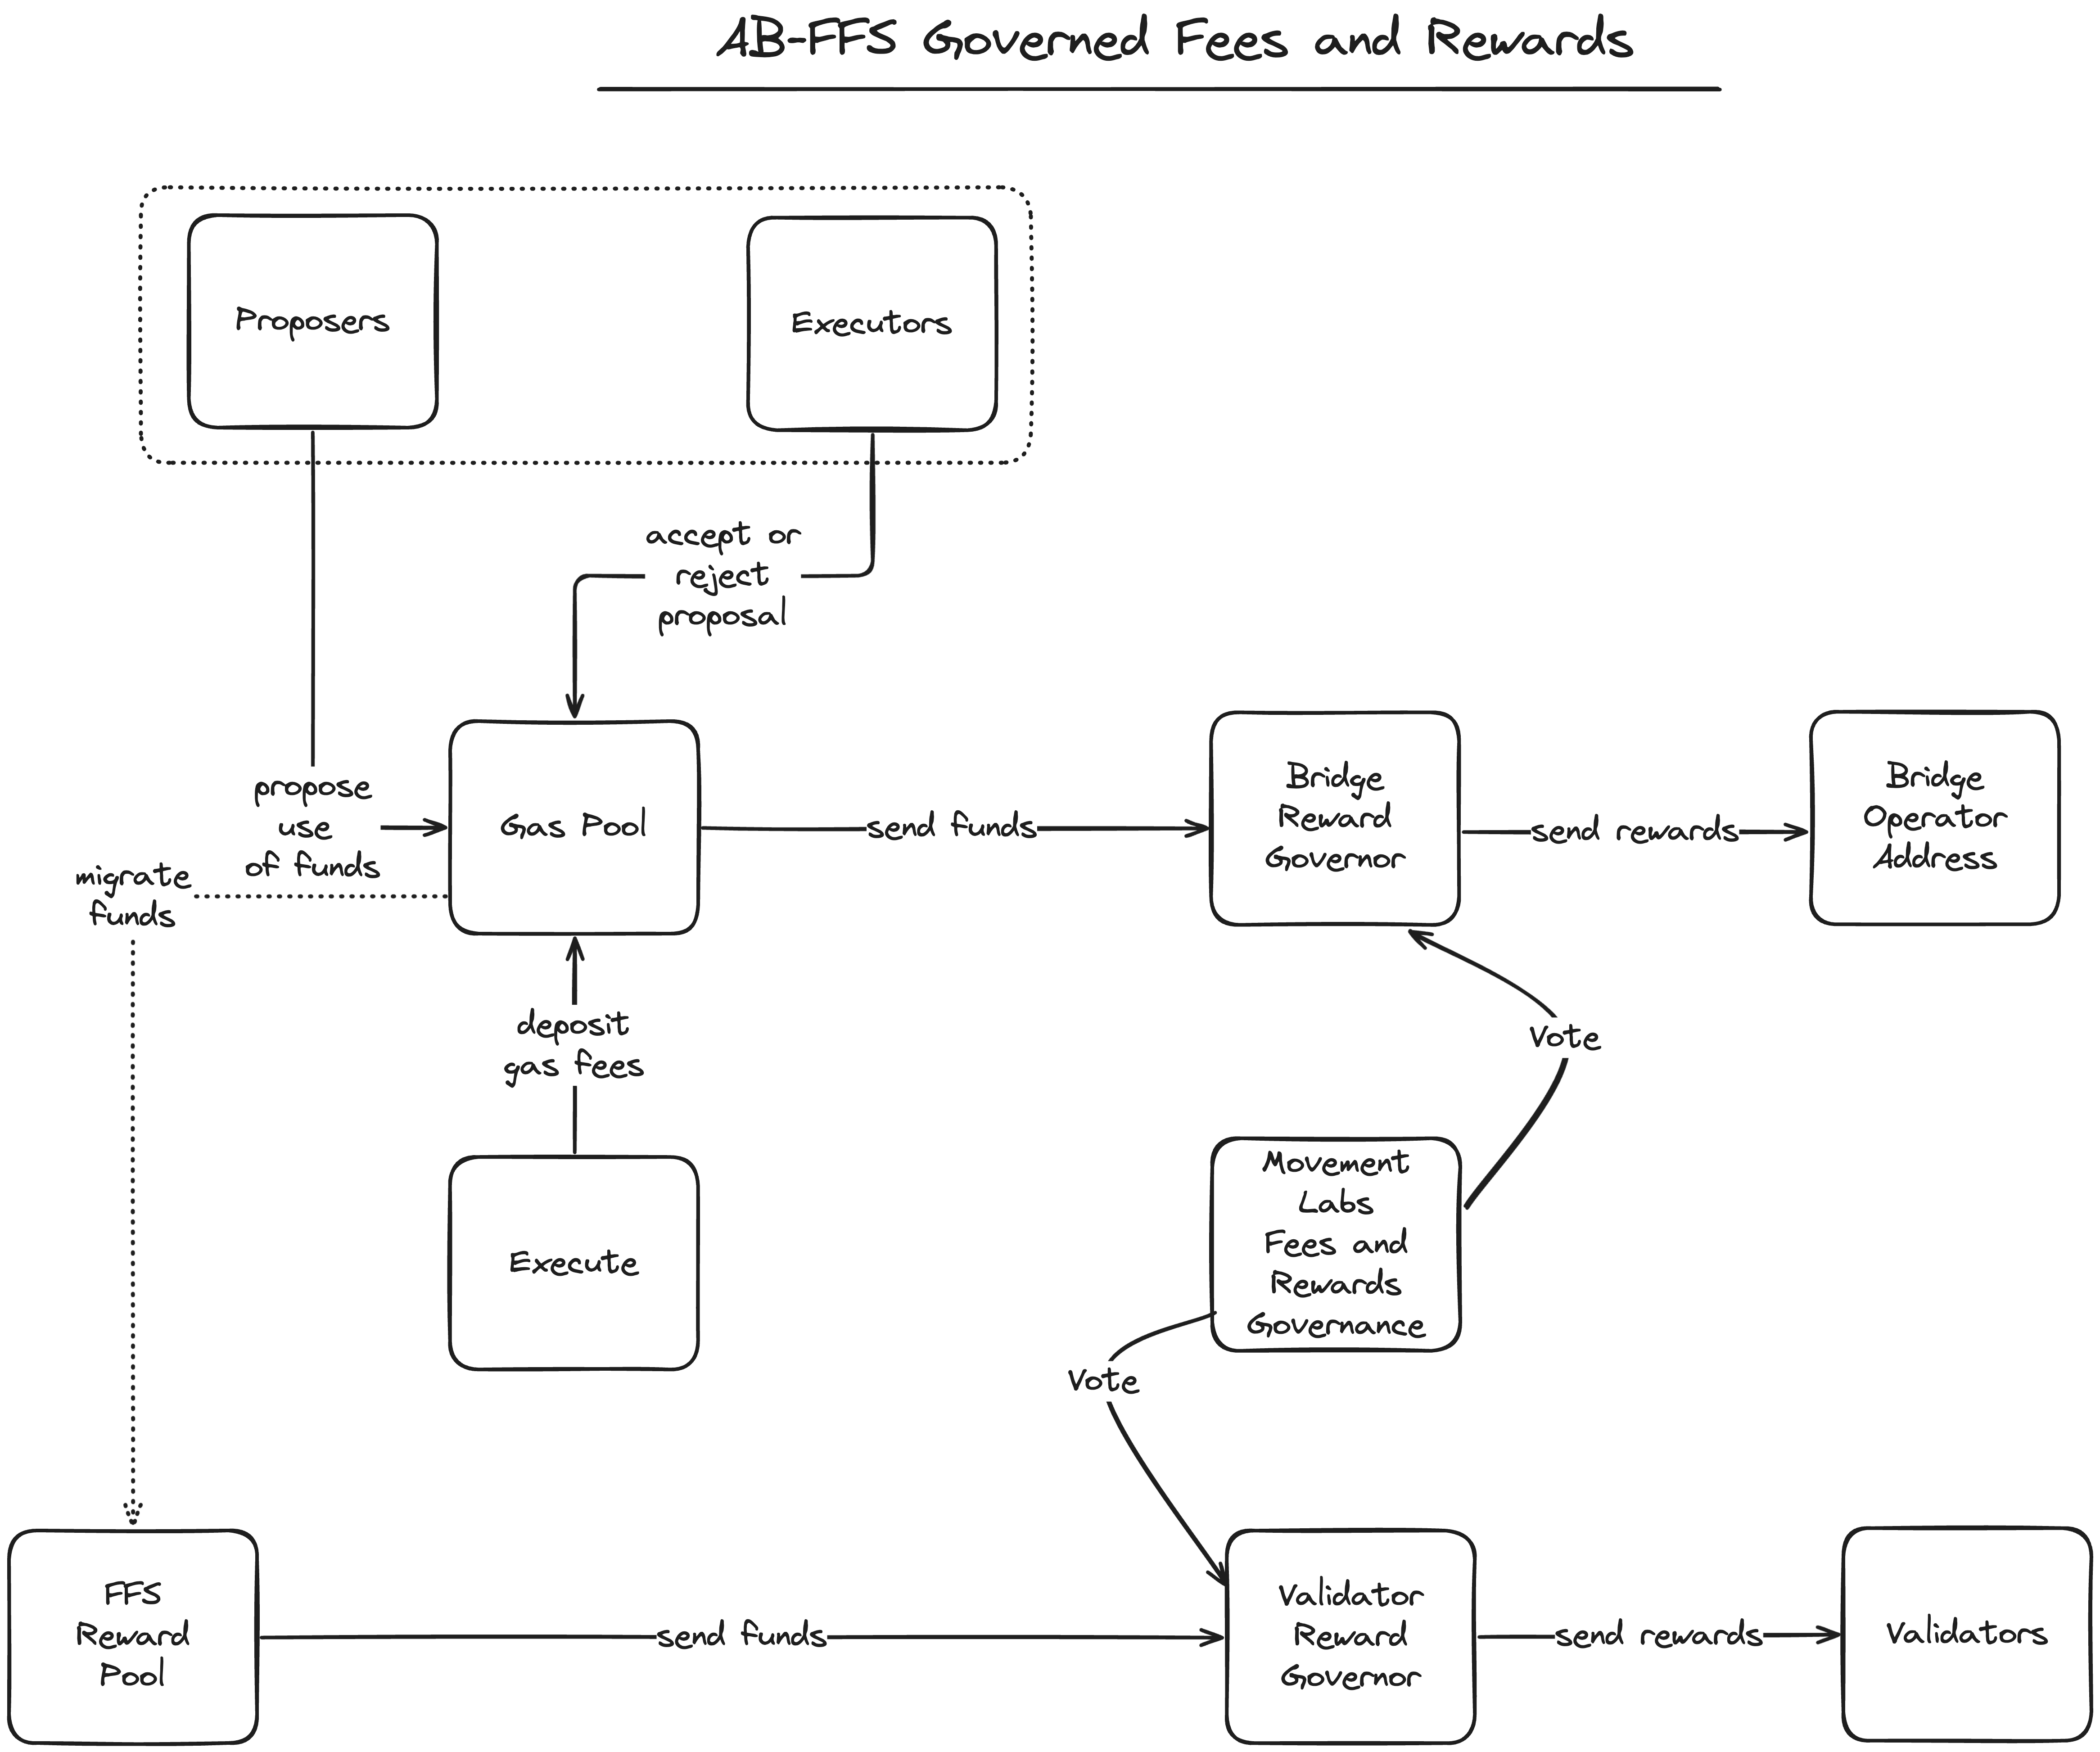 AB-FFS Governed Fees and Rewards
Proposers
Executors
accept or
reject
proposal
propose
use
of funds
migrate
funds
Gas Pool
send funds
Bridge
Reward
Governor
send rewards
Bridge
Operator
Address
deposit
gas fees
Vote
Execute
Movement
Labs
Fees and
Rewards
Governance
Vote
FFS
Reward
Pool
send funds
Validator
Reward
Governor
send rewards
Validators